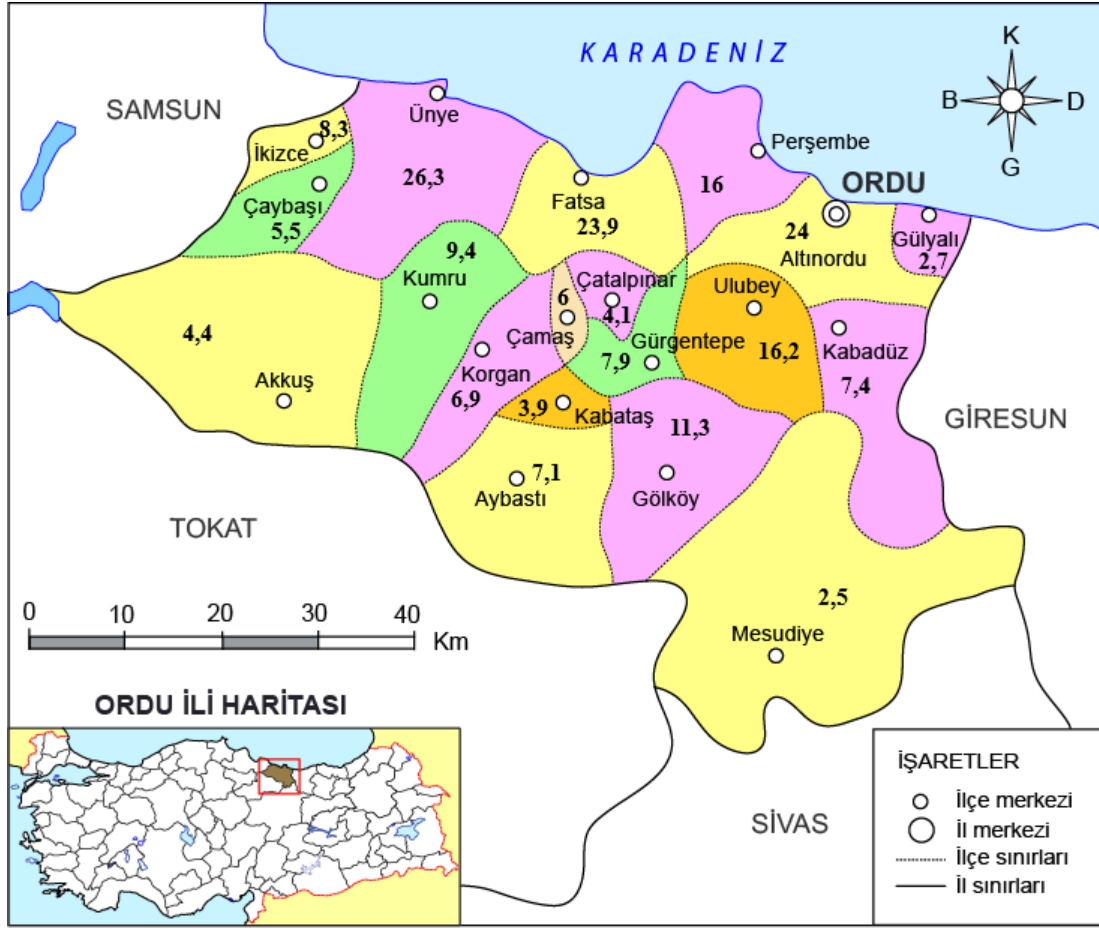 KARADENİZ
K
B
D
G
SAMSUN
Ünye
8,3
İkizce
Perşembe
26,3
16
Çaybaşı
5,5
Fatsa
23,9
ORDU
24
Altınordu
Gülyalı
2,7
9,4
Kumru
Çatalpınar
4,1
6
Çamaş
Ulubey
16,2
4,4
Gürgentepe
7,9
Kabadüz
7,4
Akkuş
Korgan
6,9
3,9
Kabataş
11,3
Gölköy
GİRESUN
7,1
Aybastı
TOKAT
2,5
Mesudiye
0 10 20 30 40
Km
ORDU İLİ HARİTASI
SİVAS
İŞARETLER
İlçe merkezi
İl merkezi
İlçe sınırları
İl sınırları